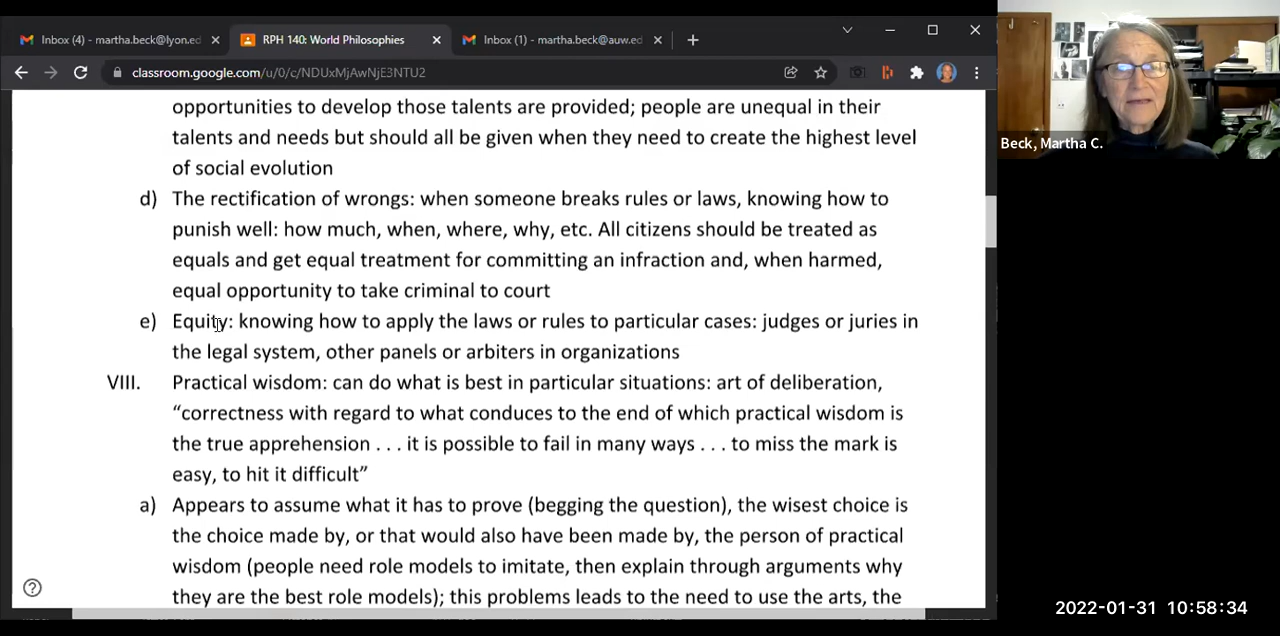 Inbox (4) - martha.beck@lyon.ed
RPH 140: World Philosophies
Inbox (1) - martha.beck@auw.ed
classroom.google.com/u/0/c/NDUxMjAwNjE3NTU2
opportunities to develop those talents are provided; people are unequal in their
talents and needs but should all be given when they need to create the highest level
of social evolution
d) The rectification of wrongs: when someone breaks rules or laws, knowing how to
punish well: how much, when, where, why, etc. All citizens should be treated as
equals and get equal treatment for committing an infraction and, when harmed,
equal opportunity to take criminal to court
e) Equity: knowing how to apply the laws or rules to particular cases: judges or juries in
the legal system, other panels or arbiters in organizations
VIII. Practical wisdom: can do what is best in particular situations: art of deliberation,
“correctness with regard to what conduces to the end of which practical wisdom is
the true apprehension . . . it is possible to fail in many ways . . . to miss the mark is
easy, to hit it difficult”
a) Appears to assume what it has to prove (begging the question), the wisest choice is
the choice made by, or that would also have been made by, the person of practical
wisdom (people need role models to imitate, then explain through arguments why
they are the best role models); this problems leads to the need to use the arts, the
Beck, Martha C.
2022-01-31 10:58:34